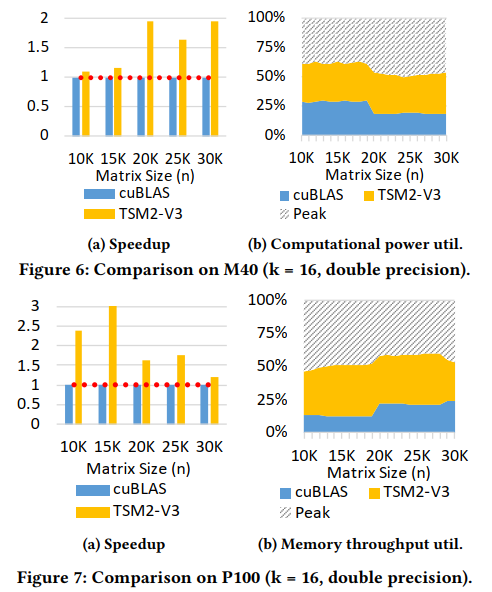 2
1.5
1
0.5
0
10K 15K 20K 25K 30K
Matrix Size (n)
cuBLAS
TSM2-V3
(a) Speedup
100%
75%
50%
25%
0%
10K 15K 20K 25K 30K
Matrix Size (n)
cuBLAS TSM2-V3
Peak
(b) Computational power util.
Figure 6: Comparison on M40 (k = 16, double precision).
3
2.5
2
1.5
1
0.5
0
10K 15K 20K 25K 30K
Matrix Size (n)
cuBLAS
TSM2-V3
(a) Speedup
100%
75%
50%
25%
0%
10K 15K 20K 25K 30K
Matrix Size (n)
cuBLAS TSM2-V3
Peak
(b) Memory throughput util.
Figure 7: Comparison on P100 (k = 16, double precision).